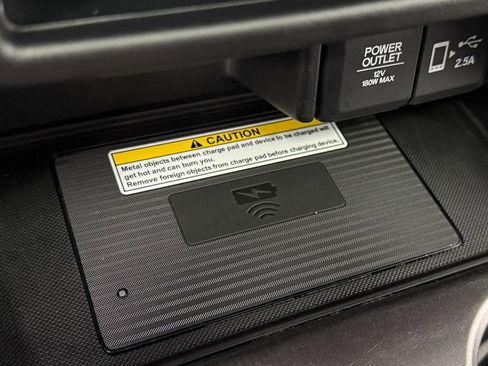 POWER
OUTLET
12V
180W MAX
2.5A
CAUTION
Metal objects between charge pad and device to be charged will
get hot and can burn you.
Remove foreign objects from charge pad before charging device.